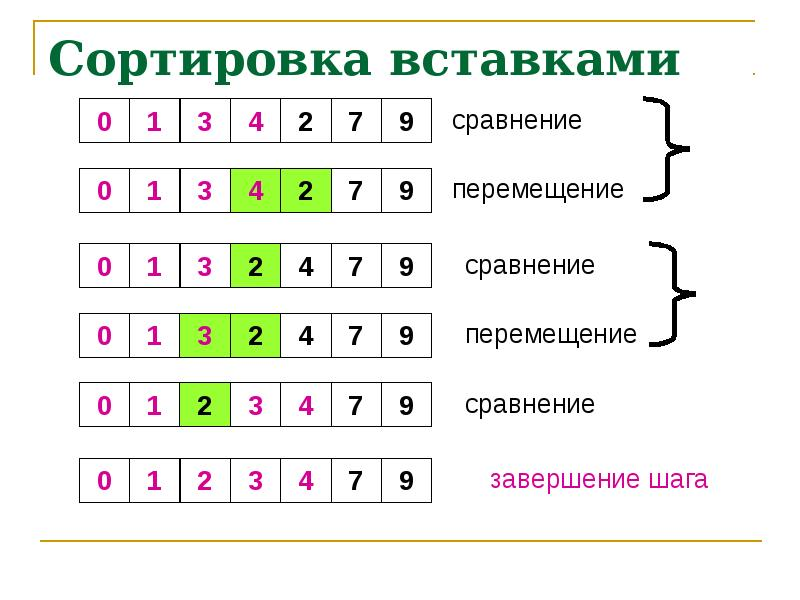 Сортировка вставками
0 1 3 4 2 7 9 сравнение
0 1 3 4 2 7 9 перемещение
0 1 3 2 4 7 9 сравнение
0 1 3 2 4 7 9 перемещение
0 1 2 3 4 7 9 сравнение
0 1 2 3 4 7 9 завершение шага